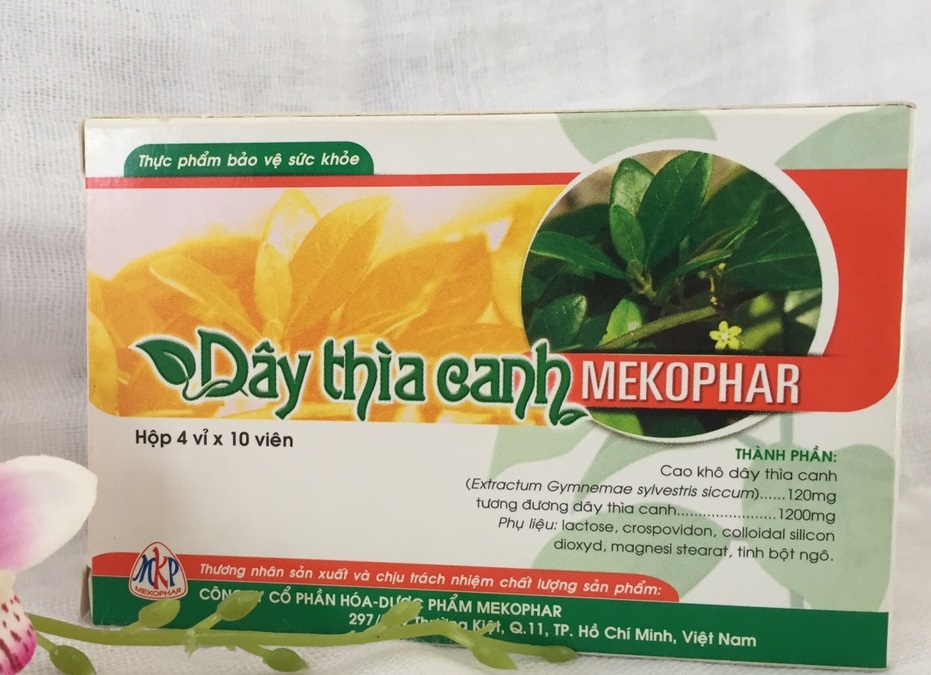 Thực phẩm bảo vệ sức khỏe
Dây thìa canh MEKOPHAR
Hộp 4 vỉ x 10 viên
THÀNH PHẦN:
Cao khô dây thìa canh
(Extractum Gymnemae sylvestris siccum)......120mg
tương đương dây thìa canh.......................1200mg
Phụ liệu: lactose, crospovidon, colloidal silicon
dioxyd, magnesi stearat, tinh bột ngô.
MKP
MEKOPHAR
Thương nhân sản xuất và chịu trách nhiệm chất lượng sản phẩm:
CÔNG TY CỔ PHẦN HÓA-DƯỢC PHẨM MEKOPHAR
297/ Kiệt, Q.11, TP. Hồ Chí Minh, Việt Nam